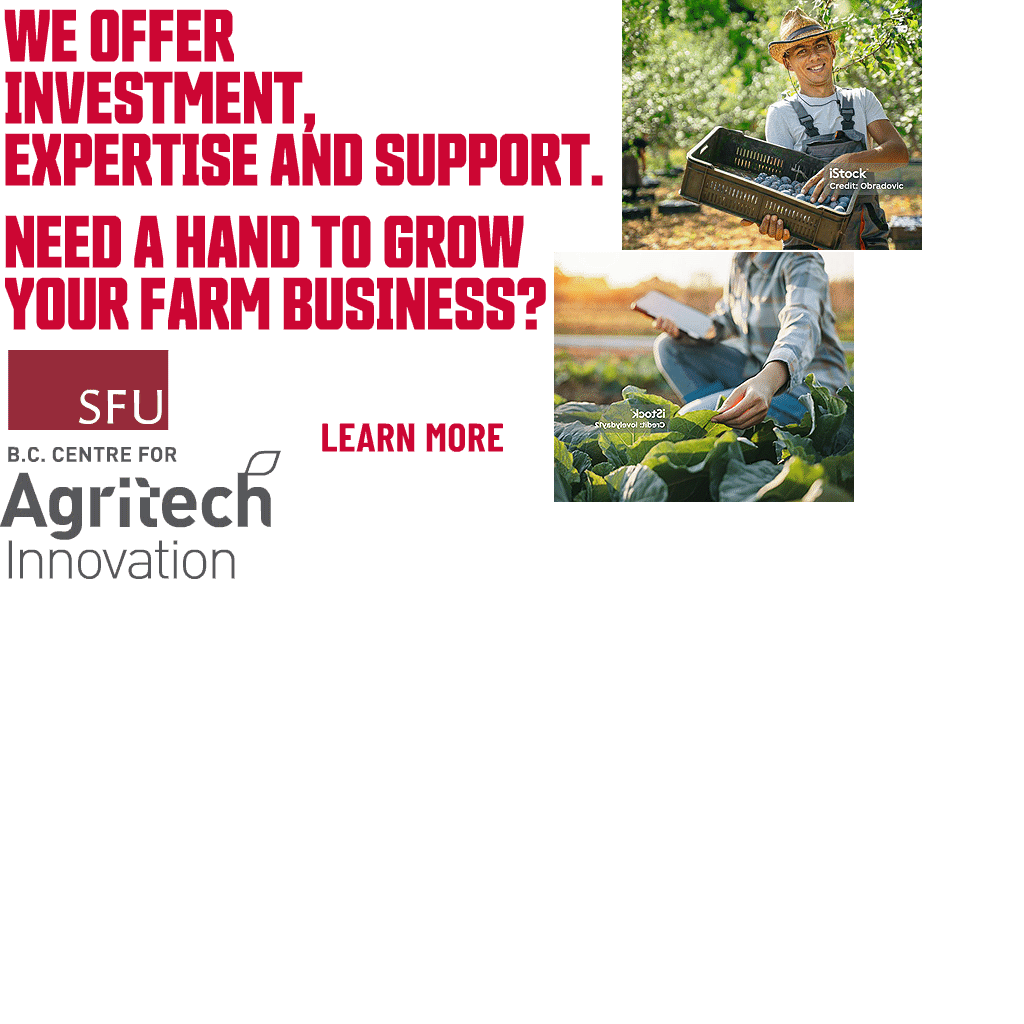 WE OFFER
INVESTMENT,
EXPERTISE AND SUPPORT.
NEED A HAND TO GROW
YOUR FARM BUSINESS?
SFU
B.C. CENTRE FOR
Agritech
Innovation
LEARN MORE
iStock
Credit: Obradovic
iStock
Credit: lovelyday12